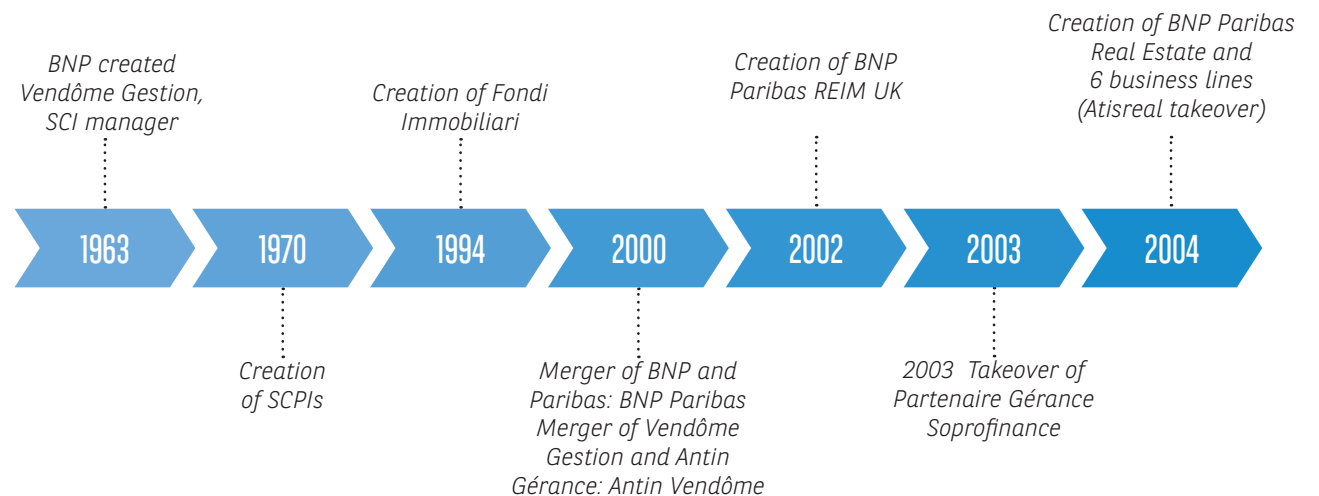 BNP created
Vendôme Gestion,
SCI manager
Creation of Fondi
Immobiliari
Creation of BNP
Paribas REIM UK
Creation of BNP Paribas
Real Estate and
6 business lines
(Atisreal takeover)
1963
1970
1994
2000
2002
2003
2004
Creation
of SCPIs
Merger of BNP and
Paribas: BNP Paribas
Merger of Vendôme
Gestion and Antin
Gérance: Antin Vendôme
2003 Takeover of
Partenaire Gérance
Soprofinance